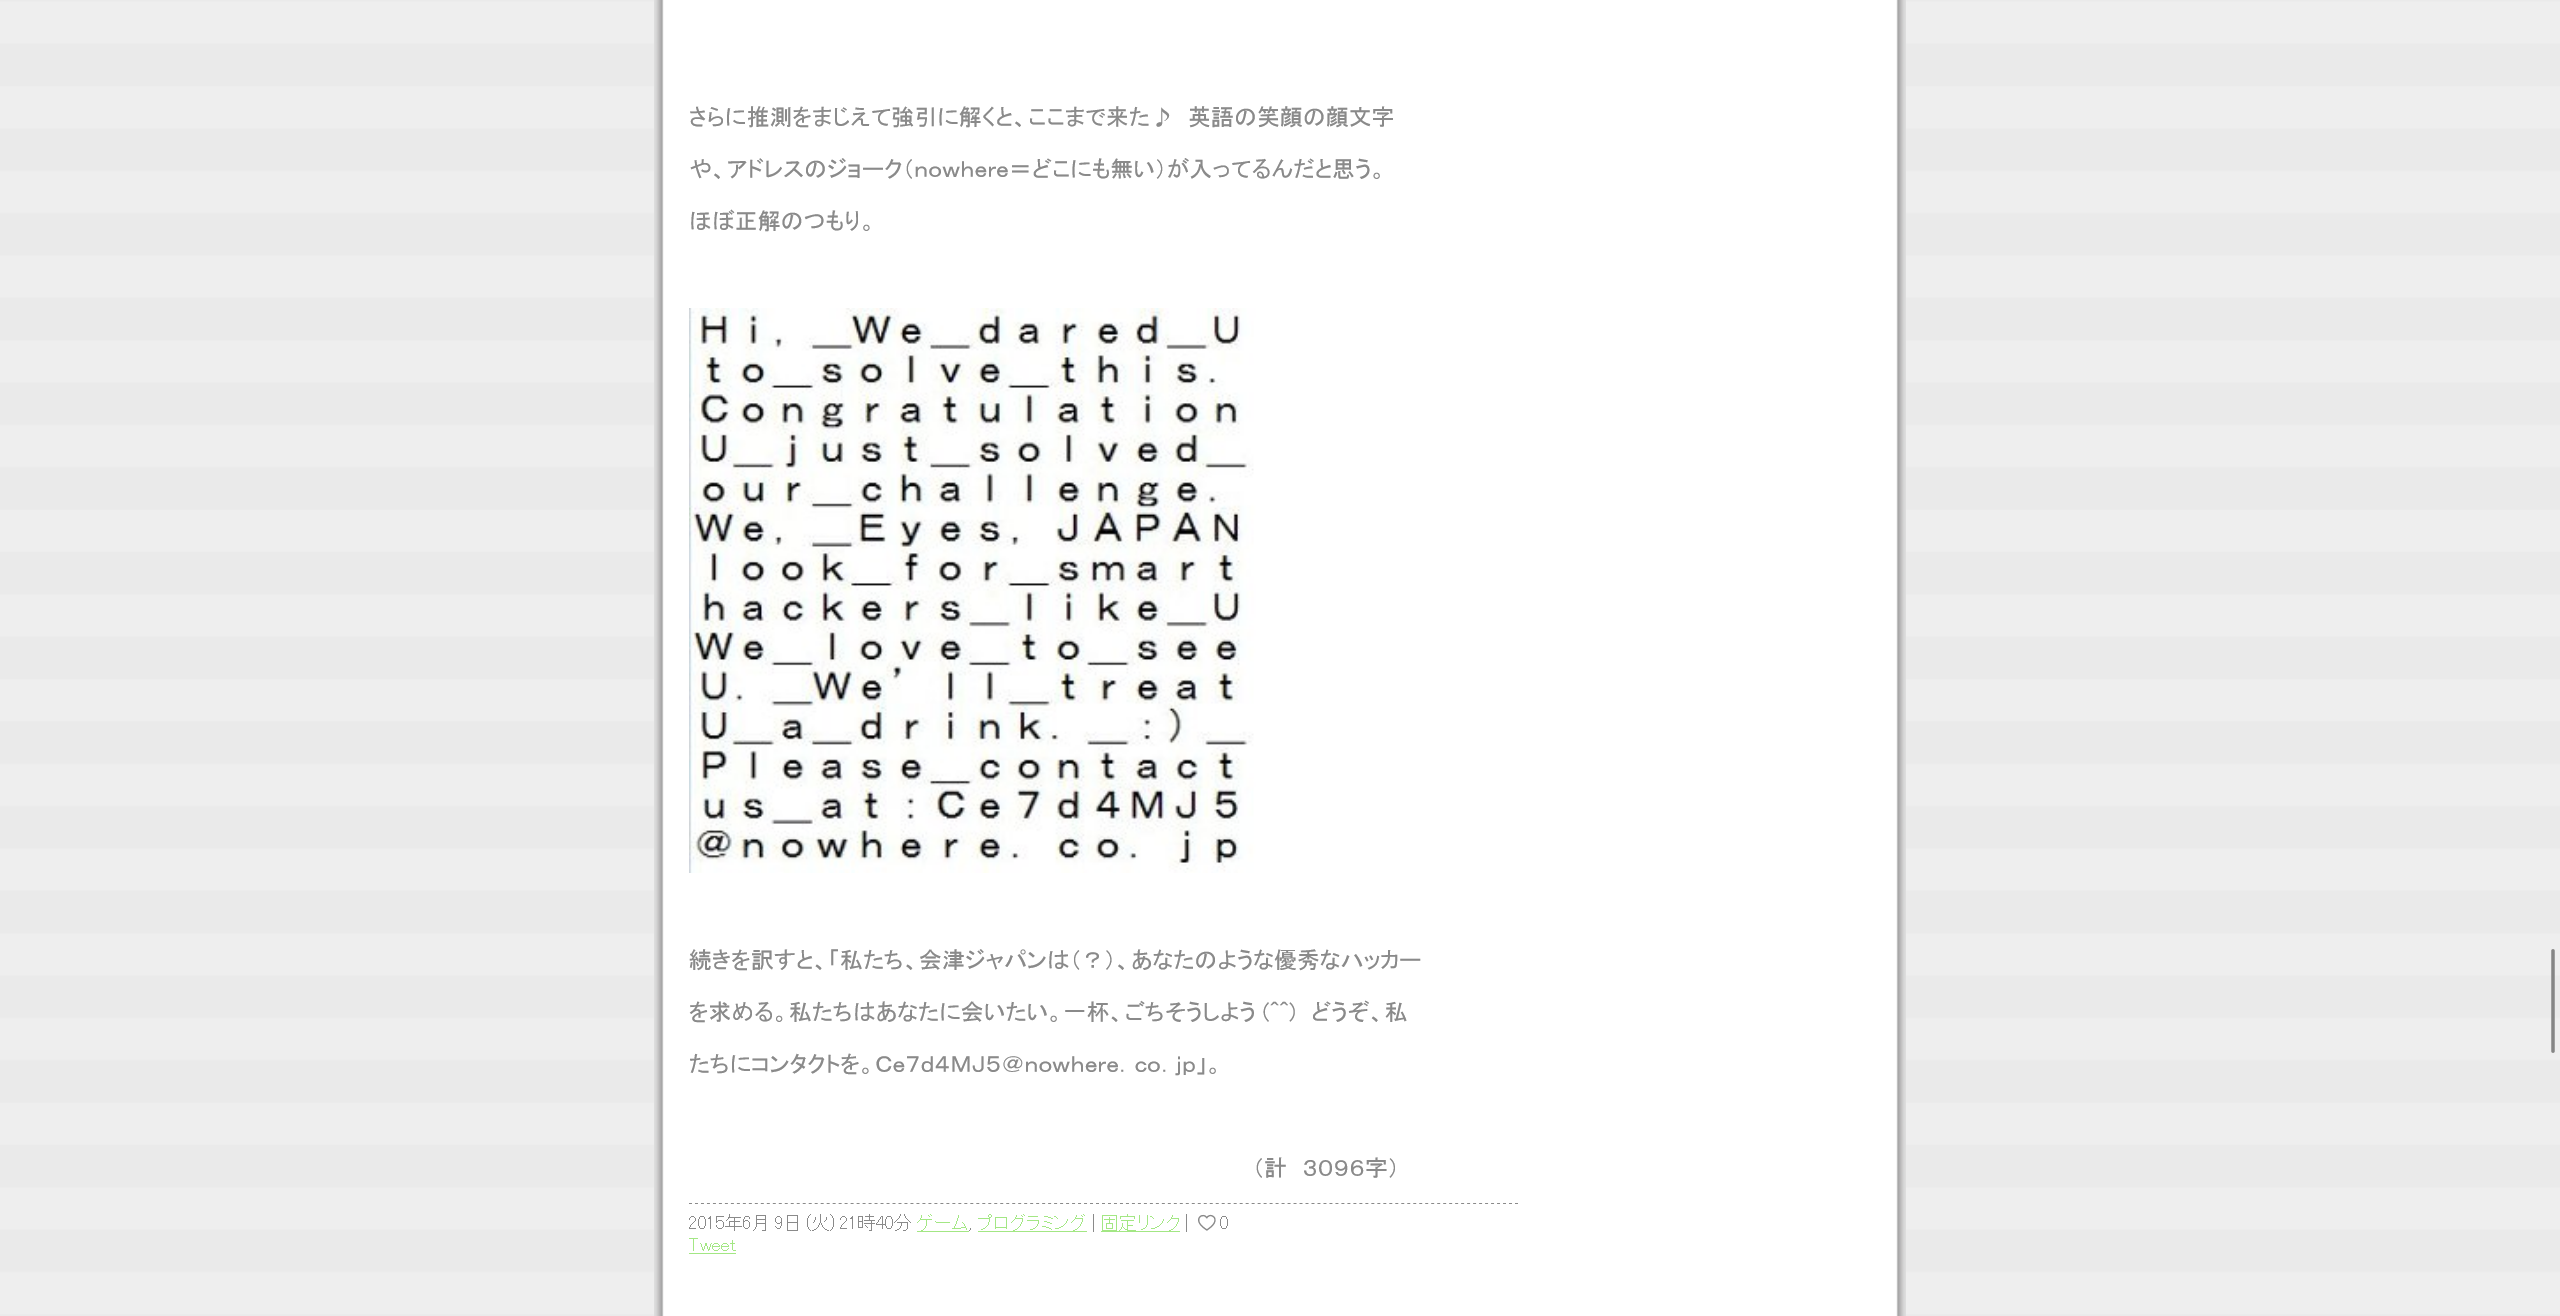 さらに推測をまじえて強引に解くと、ここまで来た♪　英語の笑顔の顔文字
や、アドレスのジョーク（nowhere＝どこにも無い）が入ってるんだと思う。
ほぼ正解のつもり。
Hi,＿We＿dared＿U
to＿solve＿this.
Congratulation
U＿just＿solved＿
our＿challenge.
We,＿Eyes,JAPAN
look＿for＿smart
hackers＿like＿U
We＿love＿to＿see
U.＿We’ll＿treat
U＿a＿drink.＿:)＿
Please＿contact
us＿at:Ce7d4MJ5
@nowhere.co.jp
続きを訳すと、「私たち、会津ジャパンは（？）、あなたのような優秀なハッカー
を求める。私たちはあなたに会いたい。一杯、ごちそうしよう(^^)　どうぞ、私
たちにコンタクトを。Ce7d4MJ5＠nowhere. co. jp」。
（計　3096字）
2015年6月 9日 (火) 21時40分 ゲーム, プログラミング | 固定リンク | ♡0
Tweet